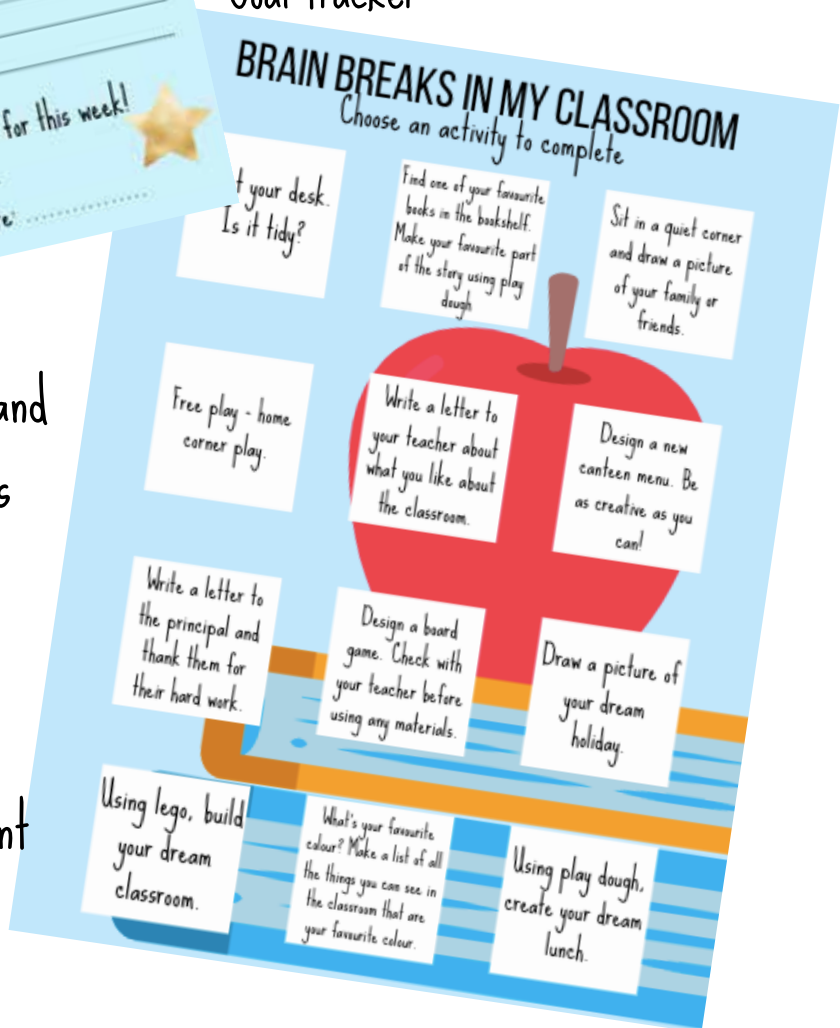 Goal Tracker
for this week!
BRAIN BREAKS IN MY CLASSROOM
Choose an activity to complete
your desk.
Is it tidy?
Find one of your favourite
books in the bookshelf.
Make your favourite part
of the story using play
dough
Sit in a quiet corner
and draw a picture
of your family or
friends.
and
s
Free play - home
corner play.
Write a letter to
your teacher about
what you like about
the classroom.
Design a new
canteen menu. Be
as creative as you
can!
Write a letter to
the principal and
thank them for
their hard work.
Design a board
game. Check with
your teacher before
using any materials.
Draw a picture of
your dream
holiday.
nt
Using lego, build
your dream
classroom.
What's your favourite
colour? Make a list of all
the things you can see in
the classroom that are
your favourite colour.
Using play dough,
create your dream
lunch.